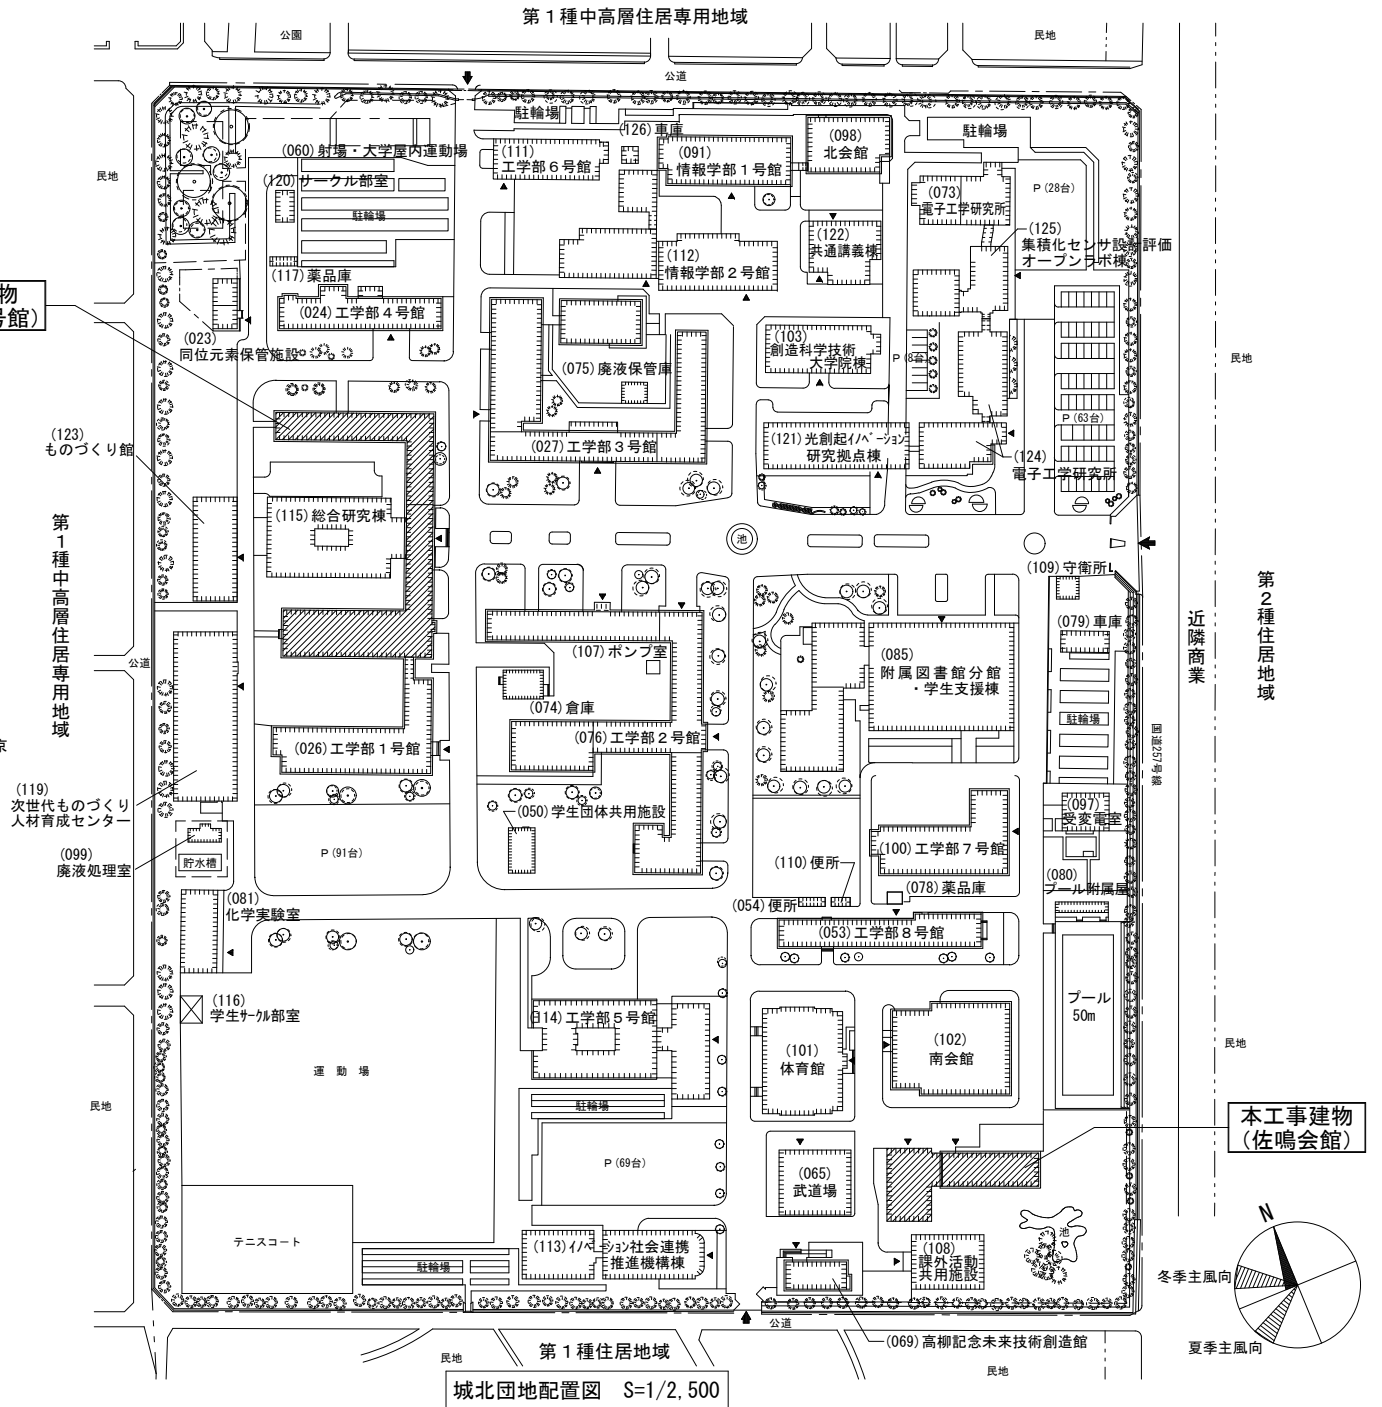 第１種中高層住居専用地域
公園
民地
公道
駐輪場
(126)車庫
(098)
北会館
駐輪場
(060)射場・大学屋内運動場
(111)
工学部６号館
(091)
情報学部１号館
民地
(120)サークル部室
駐輪場
(073)
電子工学研究所
P(28台)
(125)
集積化センサ設計評価
オープンラボ棟
(122)
共通講義棟
(112)
情報学部２号館
(117)薬品庫
物
号館)
(024)工学部４号館
(023)
同位元素保管施設
(103)
創造科学技術
大学院棟
P(8台)
民地
(075)廃液保管庫
P(63台)
(123)
ものづくり館
(027)工学部３号館
(121)光創起ｲﾉﾍﾞｰｼｮﾝ
研究拠点棟
(124)
電子工学研究所
第１種中高層住居専用地域
(115)総合研究棟
池
(109)守衛所
第２種住居地域
近隣商業
(079)車庫
公道
(107)ポンプ室
(085)
附属図書館分館
・学生支援棟
(074)倉庫
駐輪場
国道257号線
(026)工学部１号館
(076)工学部２号館
京
(119)
次世代ものづくり
人材育成センター
(050)学生団体共用施設
(097)
受変電室
(099)
廃液処理室
貯水槽
P(91台)
(100)工学部７号館
(110)便所
(080)
プール附属屋
(078)薬品庫
(081)
化学実験室
(054)便所
(053)工学部８号館
(116)
学生ｻｰｸﾙ部室
(114)工学部５号館
プール
50m
(101)
体育館
(102)
南会館
民地
運動場
民地
駐輪場
本工事建物
(佐鳴会館)
P(69台)
(065)
武道場
テニスコート
(113)ｲﾉﾍﾞｰｼｮﾝ社会連携
推進機構棟
(108)
課外活動
共用施設
池
N
駐輪場
冬季主風向
夏季主風向
公道
(069)高柳記念未来技術創造館
民地
第１種住居地域
民地
城北団地配置図　S=1/2,500